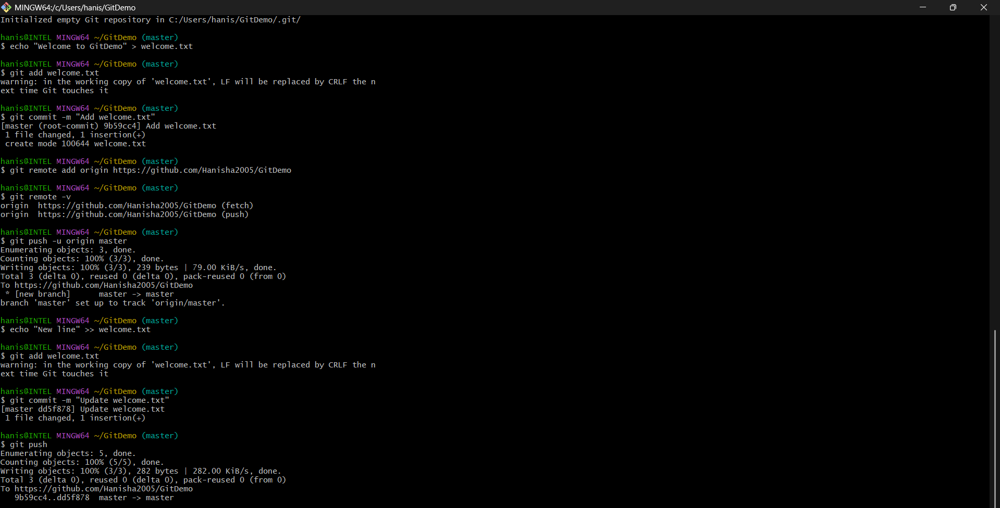 MINGW64:/c/Users/hanis/GitDemo
Initialized empty Git repository in C:/Users/hanis/GitDemo/.git/
hanis@INTEL MINGW64 ~/GitDemo (master)
$ echo "Welcome to GitDemo" > welcome.txt
hanis@INTEL MINGW64 ~/GitDemo (master)
$ git add welcome.txt
warning: in the working copy of 'welcome.txt', LF will be replaced by CRLF the n
ext time Git touches it
hanis@INTEL MINGW64 ~/GitDemo (master)
$ git commit -m "Add welcome.txt"
[master (root-commit) 9b59cc4] Add welcome.txt
 1 file changed, 1 insertion(+)
 create mode 100644 welcome.txt
hanis@INTEL MINGW64 ~/GitDemo (master)
$ git remote add origin https://github.com/Hanisha2005/GitDemo
hanis@INTEL MINGW64 ~/GitDemo (master)
$ git remote -v
origin  https://github.com/Hanisha2005/GitDemo (fetch)
origin  https://github.com/Hanisha2005/GitDemo (push)
hanis@INTEL MINGW64 ~/GitDemo (master)
$ git push -u origin master
Enumerating objects: 3, done.
Counting objects: 100% (3/3), done.
Writing objects: 100% (3/3), 239 bytes | 79.00 KiB/s, done.
Total 3 (delta 0), reused 0 (delta 0), pack-reused 0 (from 0)
To https://github.com/Hanisha2005/GitDemo
 * [new branch]      master -> master
branch 'master' set up to track 'origin/master'.
hanis@INTEL MINGW64 ~/GitDemo (master)
$ echo "New line" >> welcome.txt
hanis@INTEL MINGW64 ~/GitDemo (master)
$ git add welcome.txt
warning: in the working copy of 'welcome.txt', LF will be replaced by CRLF the n
ext time Git touches it
hanis@INTEL MINGW64 ~/GitDemo (master)
$ git commit -m "Update welcome.txt"
[master dd5f878] Update welcome.txt
 1 file changed, 1 insertion(+)
hanis@INTEL MINGW64 ~/GitDemo (master)
$ git push
Enumerating objects: 5, done.
Counting objects: 100% (5/5), done.
Writing objects: 100% (3/3), 282 bytes | 282.00 KiB/s, done.
Total 3 (delta 0), reused 0 (delta 0), pack-reused 0 (from 0)
To https://github.com/Hanisha2005/GitDemo
   9b59cc4..dd5f878  master -> master